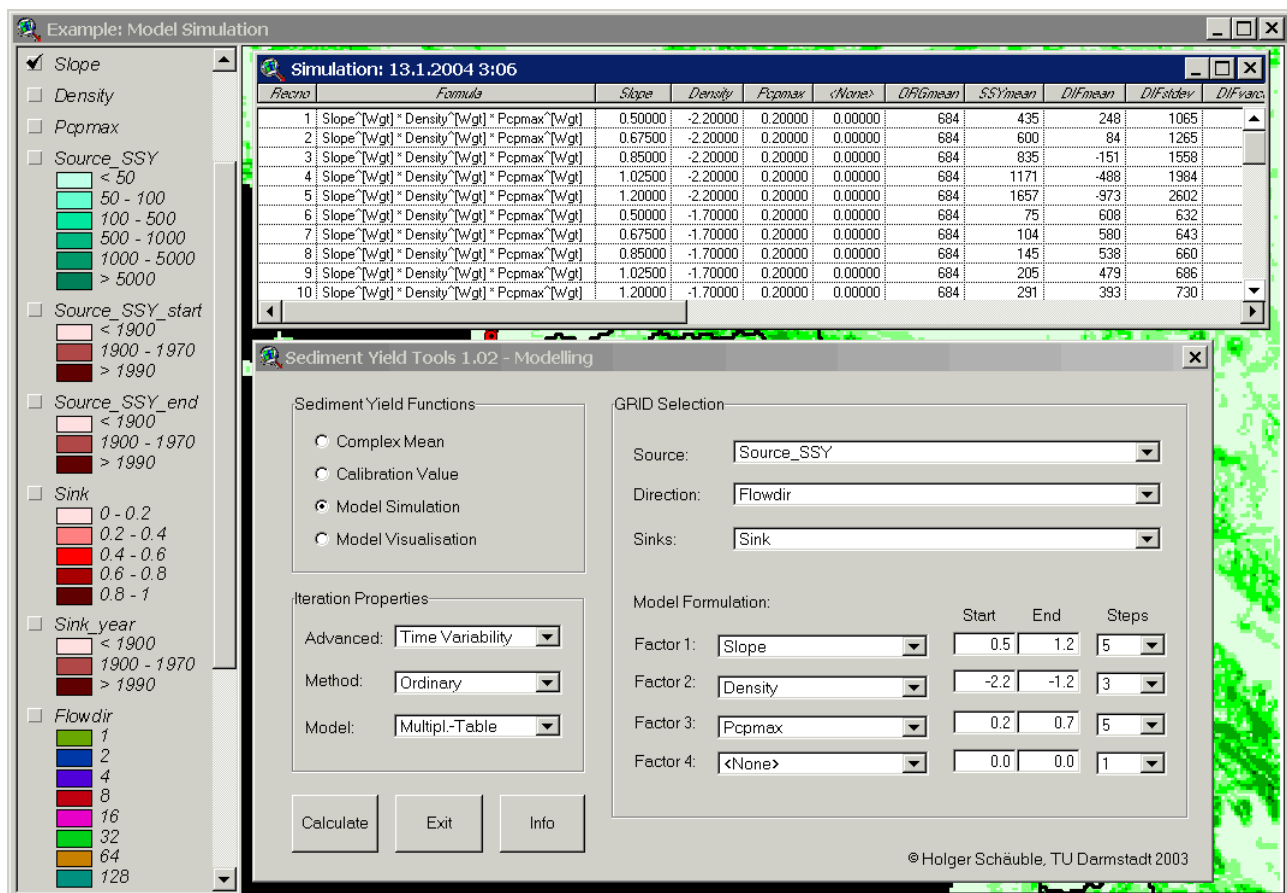 Example: Model Simulation
Slope
Density
Pcpmax
Source_SSY
< 50
50 - 100
100 - 500
500 - 1000
1000 - 5000
> 5000
Source_SSY_start
< 1900
1900 - 1970
> 1990
Source_SSY_end
< 1900
1900 - 1970
> 1990
Sink
0 - 0.2
0.2 - 0.4
0.4 - 0.6
0.6 - 0.8
0.8 - 1
Sink_year
< 1900
1900 - 1970
> 1990
Flowdir
1
2
4
8
16
32
64
128
Simulation: 13.1.2004 3:06
Recno Formula Slope Density Pcpmax <None> ORGmean SSYmean DIFmean DIFstdev DIFvarc
1 Slope^[Wgt] * Density^[Wgt] * Pcpmax^[Wgt] 0.50000 -2.20000 0.20000 0.00000 684 435 248 1065
2 Slope^[Wgt] * Density^[Wgt] * Pcpmax^[Wgt] 0.67500 -2.20000 0.20000 0.00000 684 600 84 1265
3 Slope^[Wgt] * Density^[Wgt] * Pcpmax^[Wgt] 0.85000 -2.20000 0.20000 0.00000 684 835 -151 1558
4 Slope^[Wgt] * Density^[Wgt] * Pcpmax^[Wgt] 1.02500 -2.20000 0.20000 0.00000 684 1171 -488 1984
5 Slope^[Wgt] * Density^[Wgt] * Pcpmax^[Wgt] 1.20000 -2.20000 0.20000 0.00000 684 1657 -973 2602
6 Slope^[Wgt] * Density^[Wgt] * Pcpmax^[Wgt] 0.50000 -1.70000 0.20000 0.00000 684 75 608 632
7 Slope^[Wgt] * Density^[Wgt] * Pcpmax^[Wgt] 0.67500 -1.70000 0.20000 0.00000 684 104 580 643
8 Slope^[Wgt] * Density^[Wgt] * Pcpmax^[Wgt] 0.85000 -1.70000 0.20000 0.00000 684 145 538 660
9 Slope^[Wgt] * Density^[Wgt] * Pcpmax^[Wgt] 1.02500 -1.70000 0.20000 0.00000 684 205 479 686
10 Slope^[Wgt] * Density^[Wgt] * Pcpmax^[Wgt] 1.20000 -1.70000 0.20000 0.00000 684 291 393 730
Sediment Yield Tools 1.02 - Modelling
Sediment Yield Functions
Complex Mean
Calibration Value
Model Simulation
Model Visualisation
Iteration Properties
Advanced: Time Variability
Method: Ordinary
Model: Multipl.-Table
Calculate Exit Info
GRID Selection
Source: Source_SSY
Direction: Flowdir
Sinks: Sink
Model Formulation: Start End Steps
Factor 1: Slope 0.5 1.2 5
Factor 2: Density -2.2 -1.2 3
Factor 3: Pcpmax 0.2 0.7 5
Factor 4: <None> 0.0 0.0 1
© Holger Schäuble, TU Darmstadt 2003